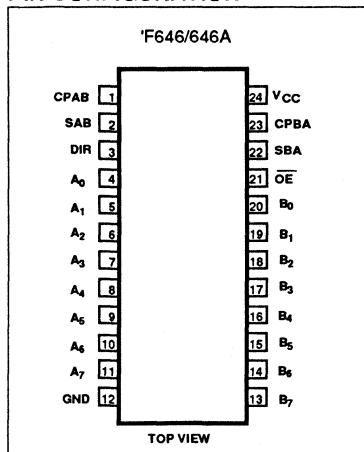 'F646/646A
CPAB 1 24 VCC
SAB 2 23 CPBA
DIR 3 22 SBA
A0 4 21 OE
A1 5 20 B0
A2 6 19 B1
A3 7 18 B2
A4 8 17 B3
A5 9 16 B4
A6 10 15 B5
A7 11 14 B6
GND 12 13 B7
TOP VIEW